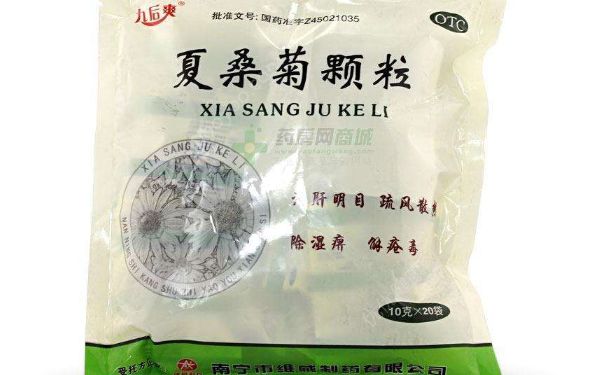 九后爽®
批准文号:国药准字Z45021035
OTC
夏桑菊颗粒
XIA SANG JU KE LI
药房网商城
XIA SANG JU KE LI
肝明目 疏风散
除湿痹 解疮毒
10克×20袋
南宁市维威制药有限公司